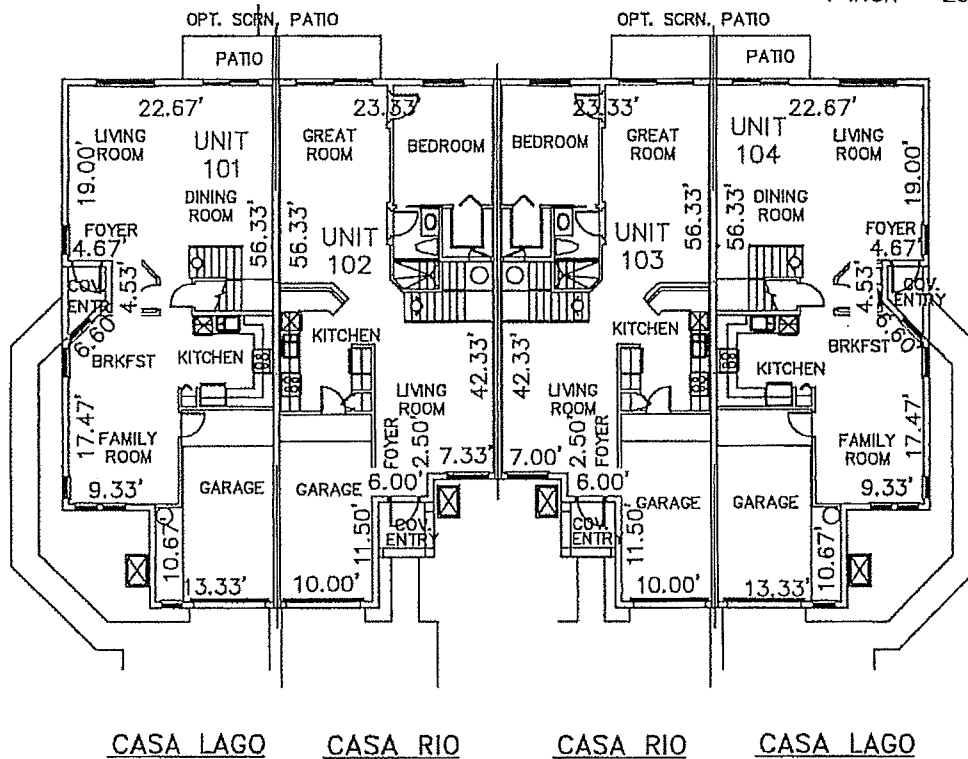 OPT. SCRN. PATIO
OPT. SCRN. PATIO
PATIO
PATIO
22.67'
23.33'
23.33'
22.67'
LIVING
ROOM
UNIT
101
GREAT
ROOM
BEDROOM
BEDROOM
GREAT
ROOM
UNIT
104
LIVING
ROOM
19.00'
DINING
ROOM
56.33'
56.33'
UNIT
102
UNIT
103
56.33'
56.33'
DINING
ROOM
19.00'
FOYER
4.67'
COV.
ENTR
4.53'
6.60'
BRKFST
KITCHEN
KITCHEN
LIVING
ROOM
42.33'
42.33'
LIVING
ROOM
KITCHEN
KITCHEN
BRKFST
FOYER
4.67'
4.53'
COV.
ENTRY
6.60'
17.47'
FAMILY
ROOM
9.33'
GARAGE
GARAGE
FOYER
2.50'
7.33'
6.00'
COV.
ENTRY
7.00'
2.50'
FOYER
6.00'
COV.
ENTRY
GARAGE
GARAGE
FAMILY
ROOM
17.47'
9.33'
10.67'
13.33'
10.00'
11.50'
11.50'
10.00'
13.33'
10.67'
CASA LAGO
CASA RIO
CASA RIO
CASA LAGO